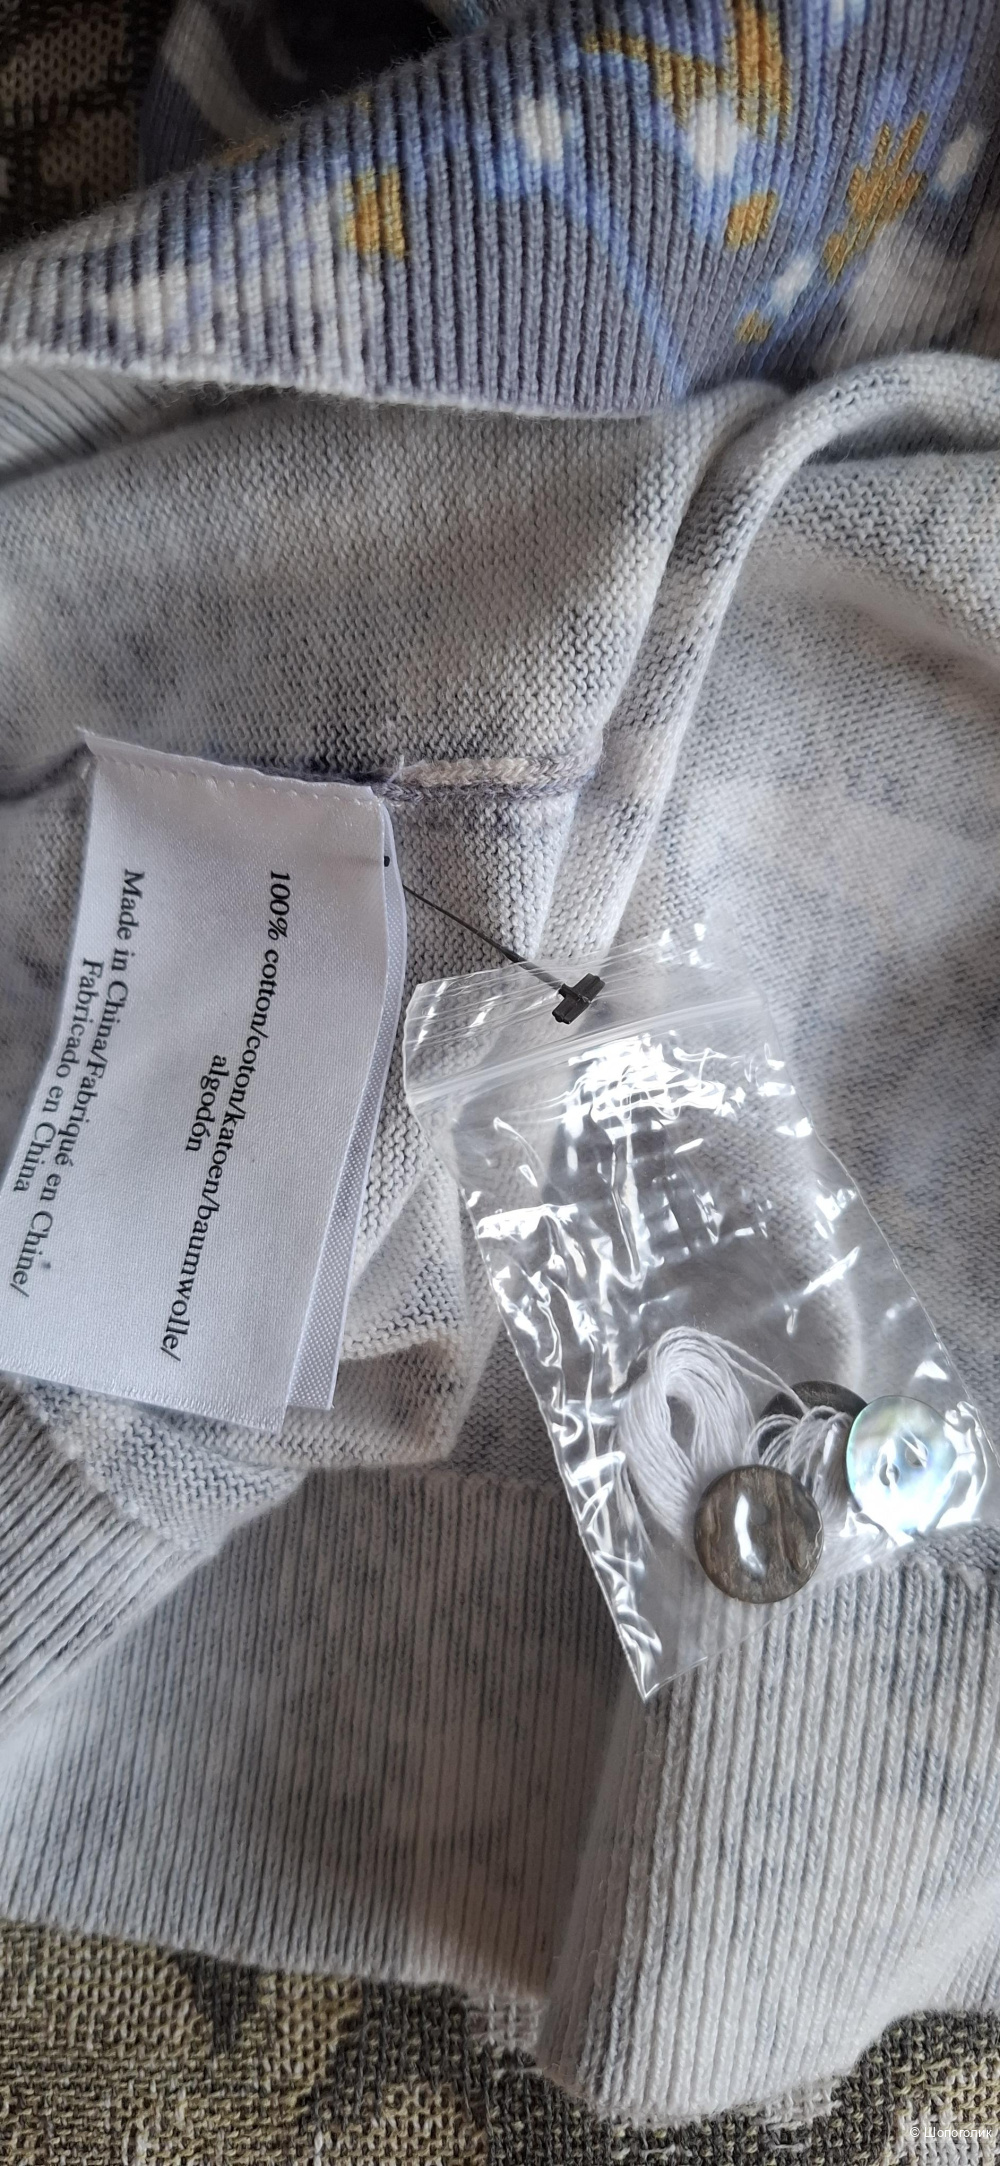 100% cotton/coton/katoen/baumwolle/
algodón
Made in China/Fabriqué en Chine/
Fabricado en China
© Шопоголик